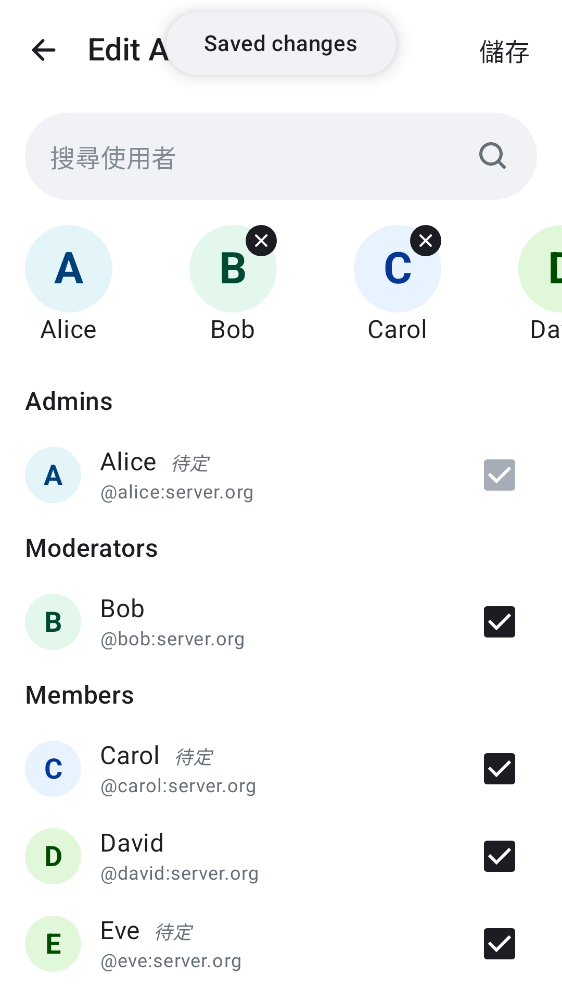 Edit A
Saved changes
儲存
搜尋使用者
A
B
C
Alice
Bob
Carol
Admins
A
Alice 待定
@alice:server.org
Moderators
B
Bob
@bob:server.org
Members
C
Carol 待定
@carol:server.org
D
David
@david:server.org
E
Eve 待定
@eve:server.org